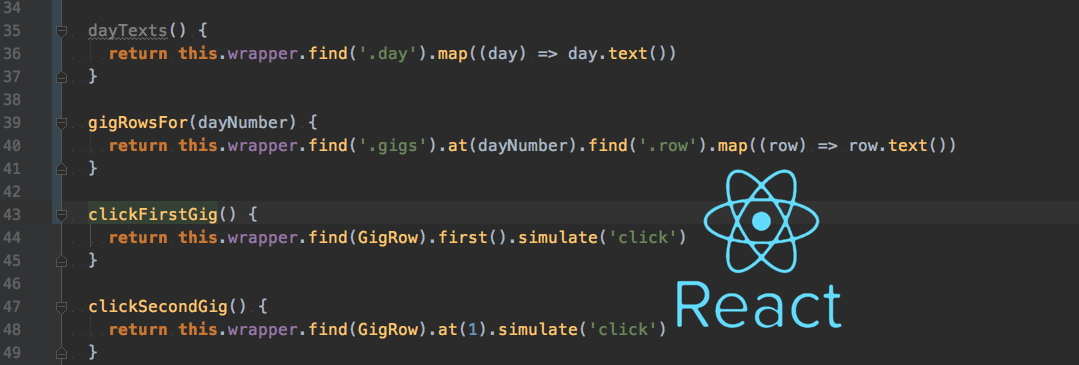 34
35 dayTexts() {
36 return this.wrapper.find('.day').map((day) => day.text())
37 }
38
39 gigRowsFor(dayNumber) {
40 return this.wrapper.find('.gigs').at(dayNumber).find('.row').map((row) => row.text())
41 }
42
43 clickFirstGig() {
44 return this.wrapper.find(GigRow).first().simulate('click')
45 }
46
47 clickSecondGig() {
48 return this.wrapper.find(GigRow).at(1).simulate('click')
49 }
React